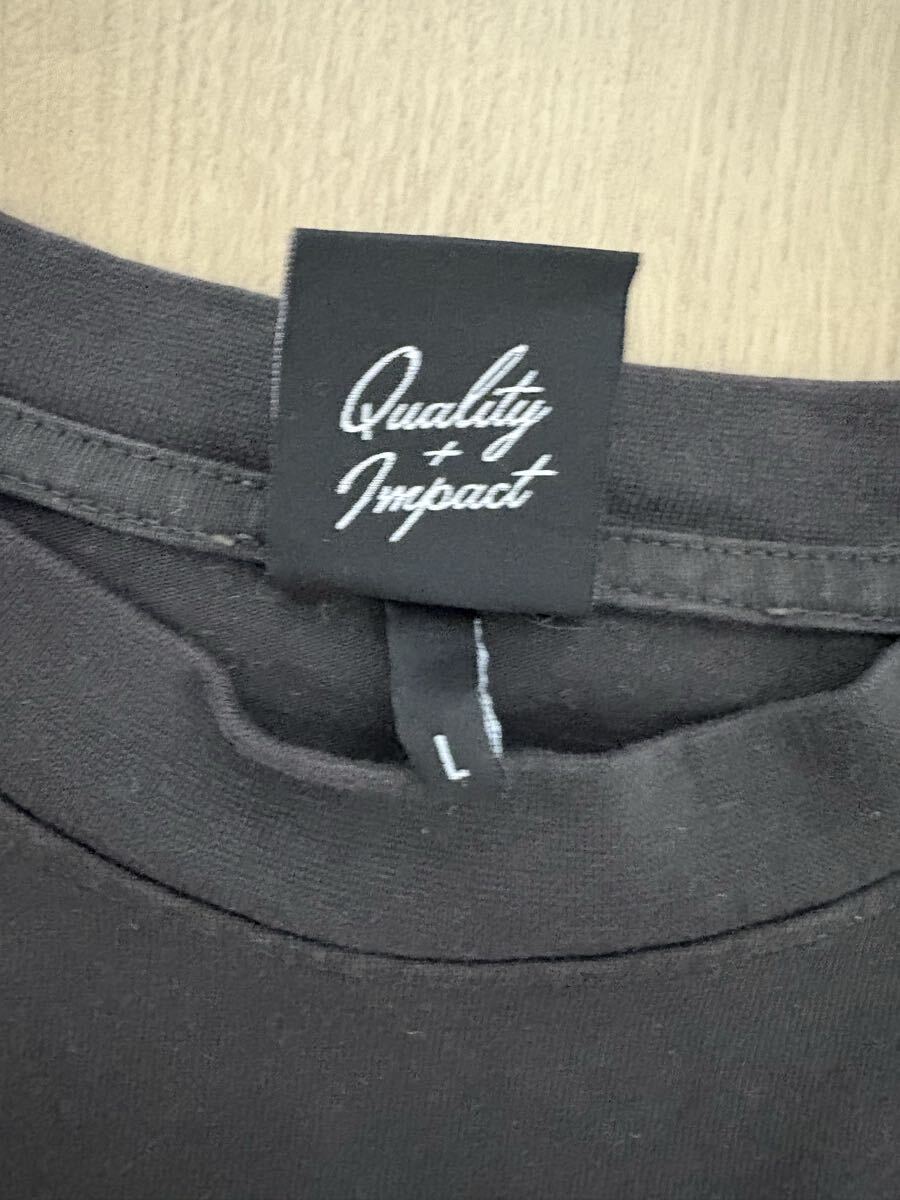 Quality
+
Impact
L